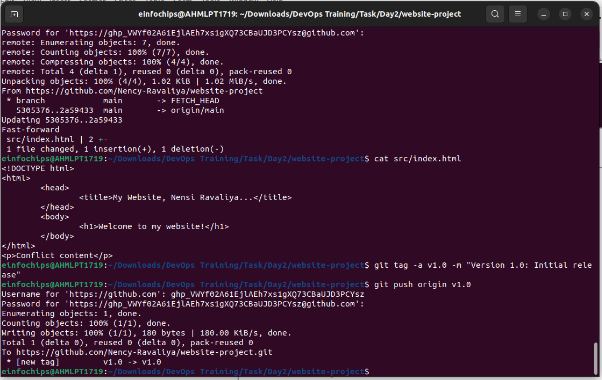 einfochips@AHMLPT1719: ~/Downloads/DevOps Training/Task/Day2/website-project
Password for
remote: Enumerating objects: 7, done.
remote: Counting objects: 100% (7/7), done.
remote: Compressing objects: 100% (4/4), done.
remote: Total 4 (delta 1), reused 0 (delta 0), pack-reused 0
Unpacking objects: 100% (4/4), 1.02 KiB | 1.02 MiB/s, done.
From https://github.com/Nency-Ravaliya/website-project
 * branch            main       -> FETCH_HEAD
   5305376..2a59433  main       -> origin/main
Updating 5305376..2a59433
Fast-forward
 src/index.html | 2 +-
 1 file changed, 1 insertion(+), 1 deletion(-)
einfochips@AHMLPT1719:~/Downloads/DevOps Training/Task/Day2/website-project$ cat src/index.html
<!DOCTYPE html>
<html>
        <head>
                <title>My Website, Nensi Ravaliya...</title>
        </head>
        <body>
                <h1>Welcome to my website!</h1>
        </body>
</html>
<p>Conflict content</p>
einfochips@AHMLPT1719:~/Downloads/DevOps Training/Task/Day2/website-project$ git tag -a v1.0 -m "Version 1.0: Initial rele
ase"
einfochips@AHMLPT1719:~/Downloads/DevOps Training/Task/Day2/website-project$ git push origin v1.0
Username for 'https://github.com':
Password for
Enumerating objects: 1, done.
Counting objects: 100% (1/1), done.
Writing objects: 100% (1/1), 180 bytes | 180.00 KiB/s, done.
Total 1 (delta 0), reused 0 (delta 0), pack-reused 0
To https://github.com/Nency-Ravaliya/website-project.git
 * [new tag]         v1.0 -> v1.0
einfochips@AHMLPT1719:~/Downloads/DevOps Training/Task/Day2/website-project$